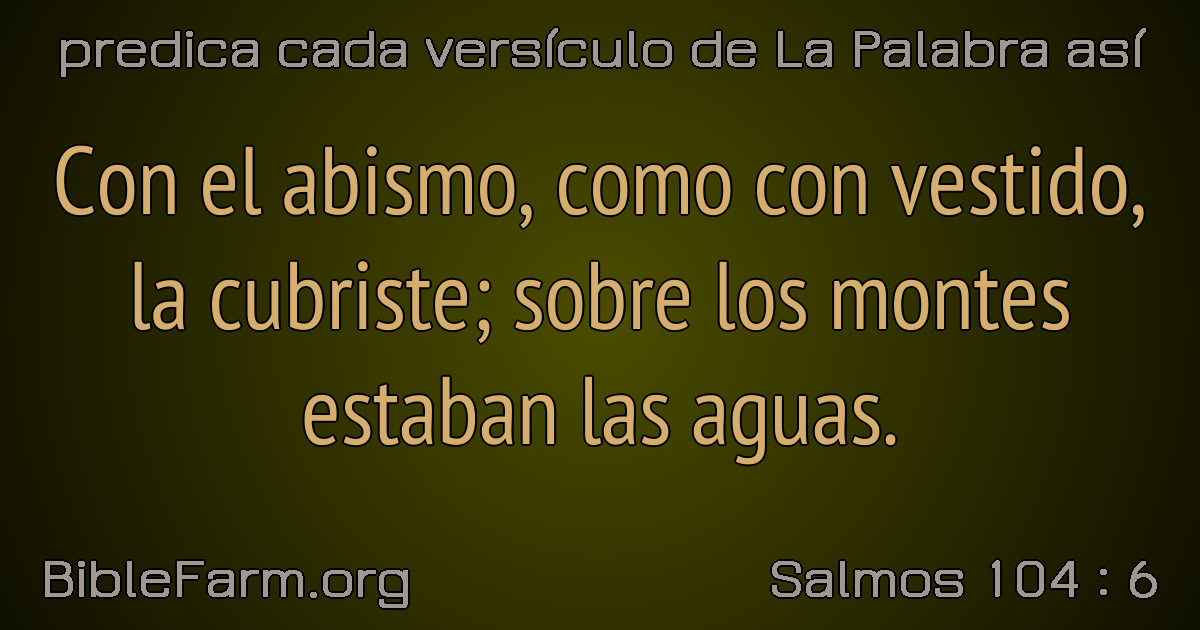 predica cada versículo de La Palabra así
Con el abismo, como con vestido,
la cubriste; sobre los montes
estaban las aguas.
BibleFarm.org
Salmos 104 : 6